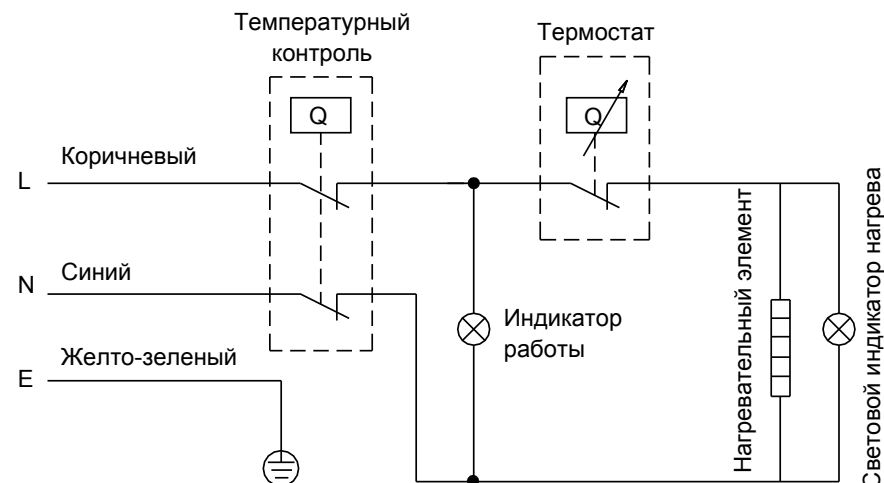 Температурный
контроль
Термостат
Q
Q
Коричневый
L
Синий
N
Желто-зеленый
E
Индикатор
работы
Нагревательный элемент
Световой индикатор нагрева